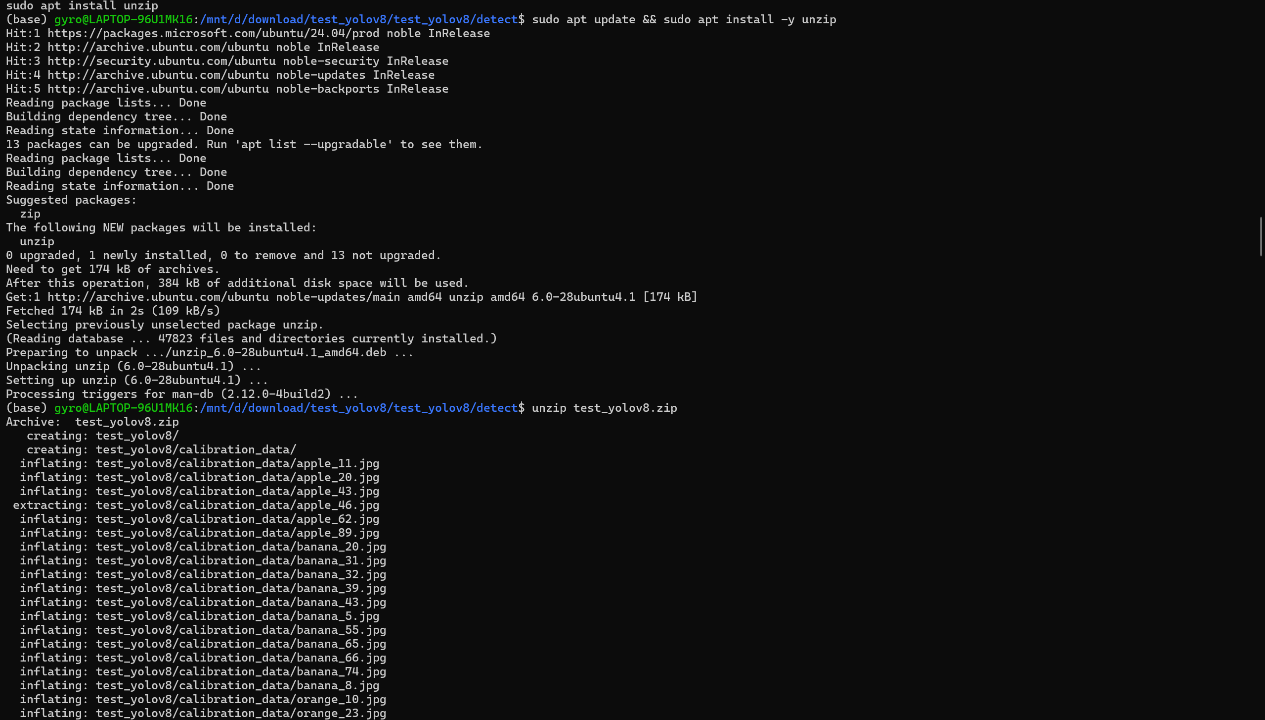 sudo apt install unzip
(base) gyro@LAPTOP-96U1MK16:/mnt/d/download/test_yolov8/test_yolov8/detect$ sudo apt update && sudo apt install -y unzip
Hit:1 https://packages.microsoft.com/ubuntu/24.04/prod noble InRelease
Hit:2 http://archive.ubuntu.com/ubuntu noble InRelease
Hit:3 http://security.ubuntu.com/ubuntu noble-security InRelease
Hit:4 http://archive.ubuntu.com/ubuntu noble-updates InRelease
Hit:5 http://archive.ubuntu.com/ubuntu noble-backports InRelease
Reading package lists... Done
Building dependency tree... Done
Reading state information... Done
13 packages can be upgraded. Run 'apt list --upgradable' to see them.
Reading package lists... Done
Building dependency tree... Done
Reading state information... Done
Suggested packages:
  zip
The following NEW packages will be installed:
  unzip
0 upgraded, 1 newly installed, 0 to remove and 13 not upgraded.
Need to get 174 kB of archives.
After this operation, 384 kB of additional disk space will be used.
Get:1 http://archive.ubuntu.com/ubuntu noble-updates/main amd64 unzip amd64 6.0-28ubuntu4.1 [174 kB]
Fetched 174 kB in 2s (109 kB/s)
Selecting previously unselected package unzip.
(Reading database ... 47823 files and directories currently installed.)
Preparing to unpack .../unzip_6.0-28ubuntu4.1_amd64.deb ...
Unpacking unzip (6.0-28ubuntu4.1) ...
Setting up unzip (6.0-28ubuntu4.1) ...
Processing triggers for man-db (2.12.0-4build2) ...
(base) gyro@LAPTOP-96U1MK16:/mnt/d/download/test_yolov8/test_yolov8/detect$ unzip test_yolov8.zip
Archive:  test_yolov8.zip
   creating: test_yolov8/
   creating: test_yolov8/calibration_data/
  inflating: test_yolov8/calibration_data/apple_11.jpg
  inflating: test_yolov8/calibration_data/apple_20.jpg
  inflating: test_yolov8/calibration_data/apple_43.jpg
 extracting: test_yolov8/calibration_data/apple_46.jpg
  inflating: test_yolov8/calibration_data/apple_62.jpg
  inflating: test_yolov8/calibration_data/apple_89.jpg
  inflating: test_yolov8/calibration_data/banana_20.jpg
  inflating: test_yolov8/calibration_data/banana_31.jpg
  inflating: test_yolov8/calibration_data/banana_32.jpg
  inflating: test_yolov8/calibration_data/banana_39.jpg
  inflating: test_yolov8/calibration_data/banana_43.jpg
  inflating: test_yolov8/calibration_data/banana_5.jpg
  inflating: test_yolov8/calibration_data/banana_55.jpg
  inflating: test_yolov8/calibration_data/banana_65.jpg
  inflating: test_yolov8/calibration_data/banana_66.jpg
  inflating: test_yolov8/calibration_data/banana_74.jpg
  inflating: test_yolov8/calibration_data/banana_8.jpg
  inflating: test_yolov8/calibration_data/orange_10.jpg
  inflating: test_yolov8/calibration_data/orange_23.jpg